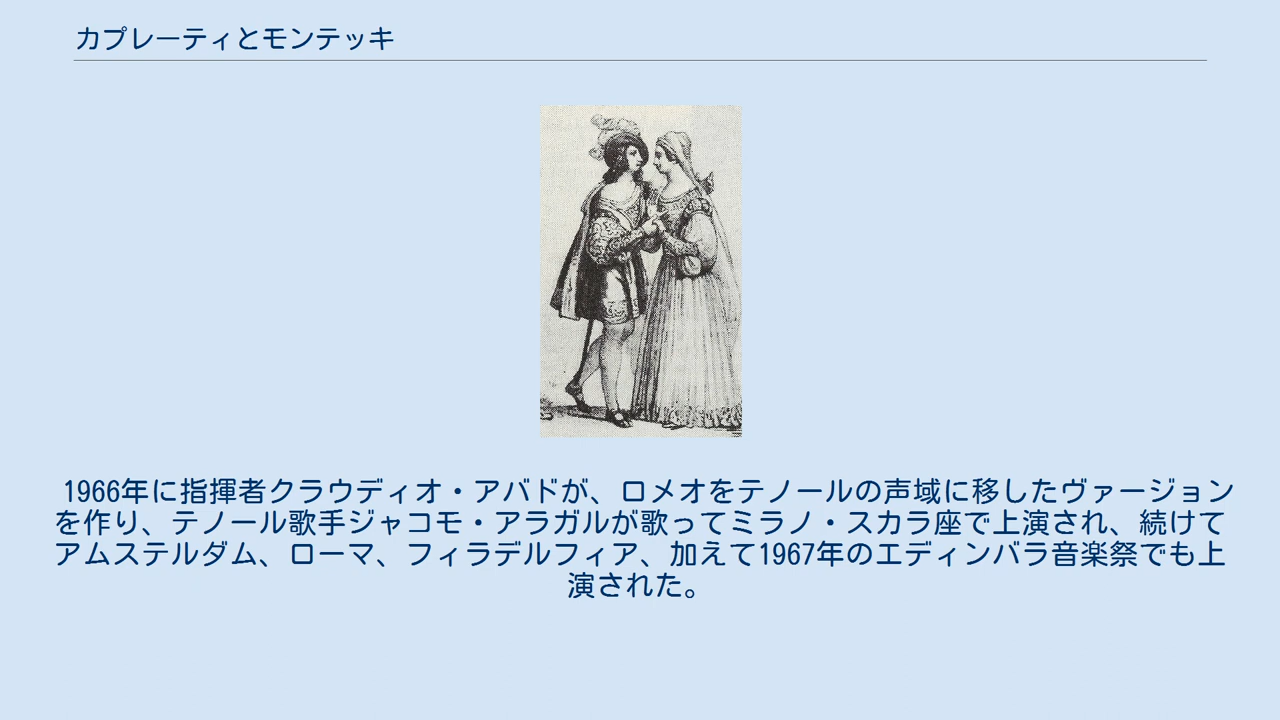 カプレーティとモンテッキ
1966年に指揮者クラウディオ・アバドが、ロメオをテノールの声域に移したヴァージョン
を作り、テノール歌手ジャコモ・アラガルが歌ってミラノ・スカラ座で上演され、続けて
アムステルダム、ローマ、フィラデルフィア、加えて1967年のエディンバラ音楽祭でも上
演された。